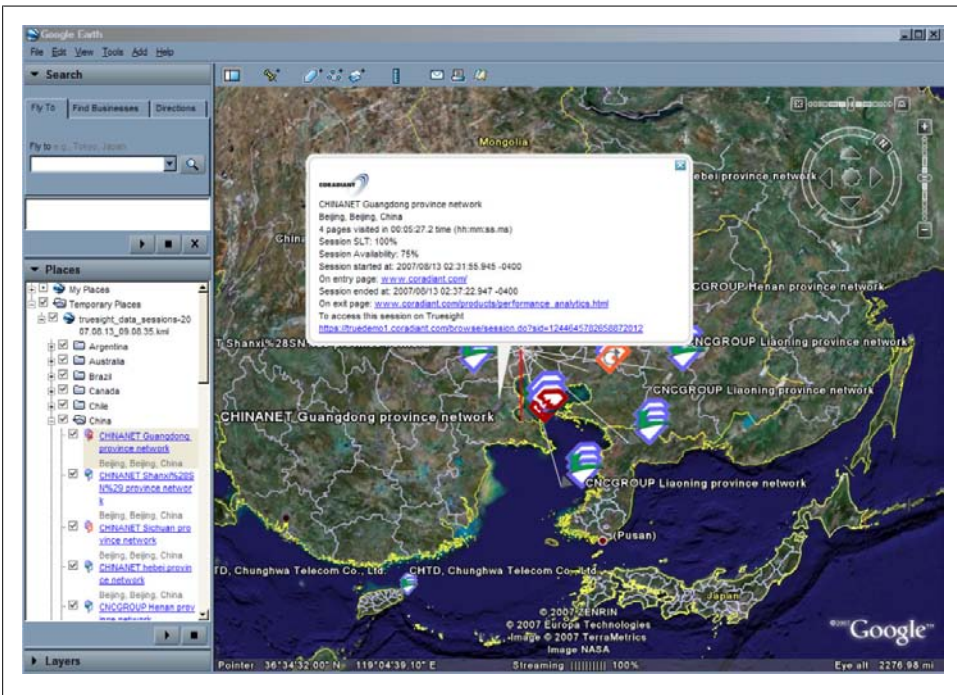 Google Earth
File Edit View Tools Add Help
Search
Fly To
Find Businesses
Directions
Fly to e.g., Tokyo, Japan
Places
My Places
Temporary Places
truesight_data_sessions-20
07.08.13_09.08.35.kml
Argentina
Australia
Brazil
Canada
Chile
China
CHINANET Guangdong
province network
Beijing, Beijing, China
CHINANET Shanxi%28S
N%29 province networ
k
Beijing, Beijing, China
CHINANET Sichuan pro
vince network
Beijing, Beijing, China
CHINANET hebei provin
ce network
Beijing, Beijing, China
CNCGROUP Henan prov
ince network
Layers
Mongolia
ebei province network
China
CORADIANT
CHINANET Guangdong province network
Beijing, Beijing, China
4 pages visited in 00:05:27.2 time (hh:mm:ss.ms)
Session SLT: 100%
Session Availability: 75%
Session started at: 2007/08/13 02:31:55.945 -0400
On entry page: www.coradiant.com/
Session ended at: 2007/08/13 02:37:22.947 -0400
On exit page: www.coradiant.com/products/performance_analytics.html
To access this session on Truesight
https://truedemo1.coradiant.com/browse/session.do?sid=1244645782658872012
CGROUP Henan province network
T Shanxi%28SN
NCGROUP Liaoning province network
CNCGROUP Liaoning province network
CHINANET Guangdong province network
CNCGROUP Liaoning province network
(Pusan)
TD, Chunghwa Telecom Co., Ltd.
CHTD, Chunghwa Telecom Co., Ltd.
Japan
© 2007 ZENRIN
© 2007 Europa Technologies
Image © 2007 TerraMetrics
Image NASA
©2007 Google™
Pointer 36°34'32.00" N 119°04'39.10" E
Streaming |||||||||| 100%
Eye alt 2276.98 mi